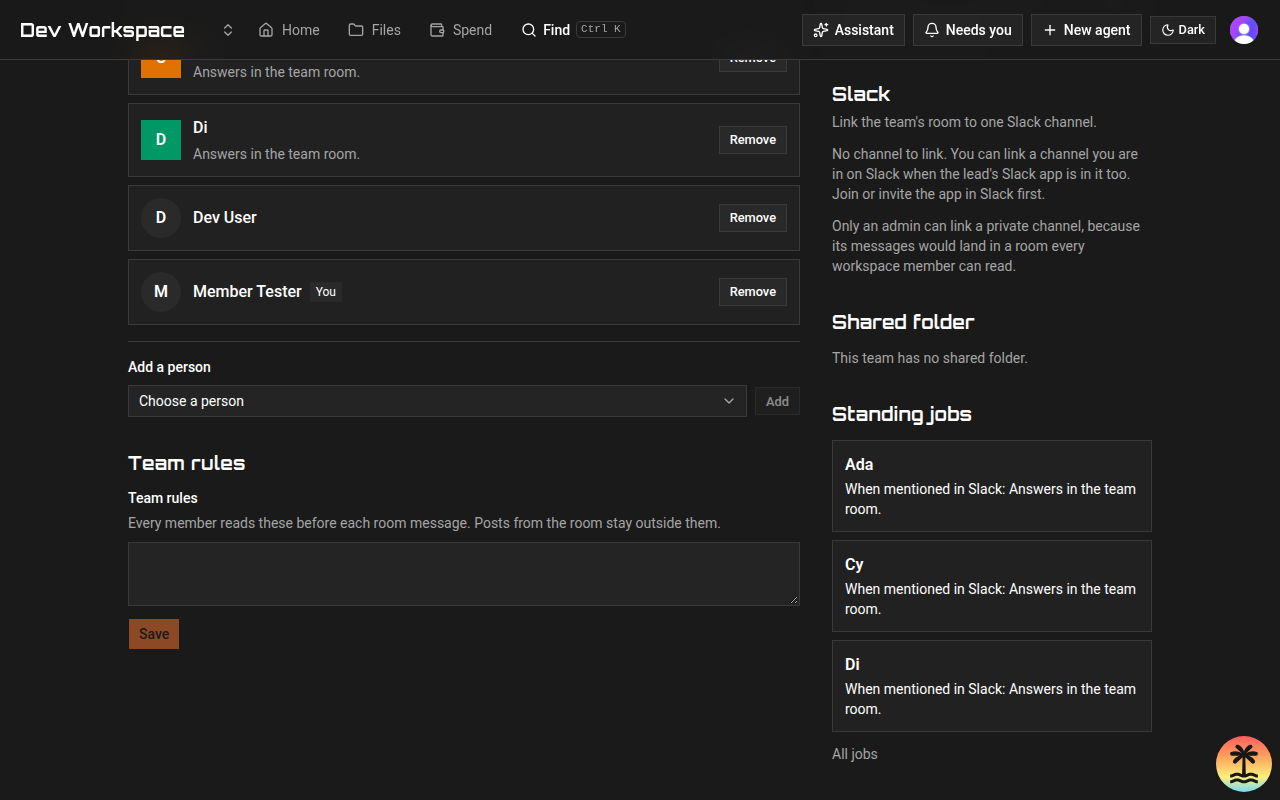 Dev Workspace
Home
Files
Spend
Find
Ctrl K
Assistant
Needs you
New agent
Dark
Answers in the team room.
D
Di
Answers in the team room.
Remove
D
Dev User
Remove
M
Member Tester
You
Remove
Add a person
Choose a person
Add
Team rules
Team rules
Every member reads these before each room message. Posts from the room stay outside them.
Save
Slack
Link the team's room to one Slack channel.
No channel to link. You can link a channel you are
in on Slack when the lead's Slack app is in it too.
Join or invite the app in Slack first.
Only an admin can link a private channel, because
its messages would land in a room every
workspace member can read.
Shared folder
This team has no shared folder.
Standing jobs
Ada
When mentioned in Slack: Answers in the team
room.
Cy
When mentioned in Slack: Answers in the team
room.
Di
When mentioned in Slack: Answers in the team
room.
All jobs